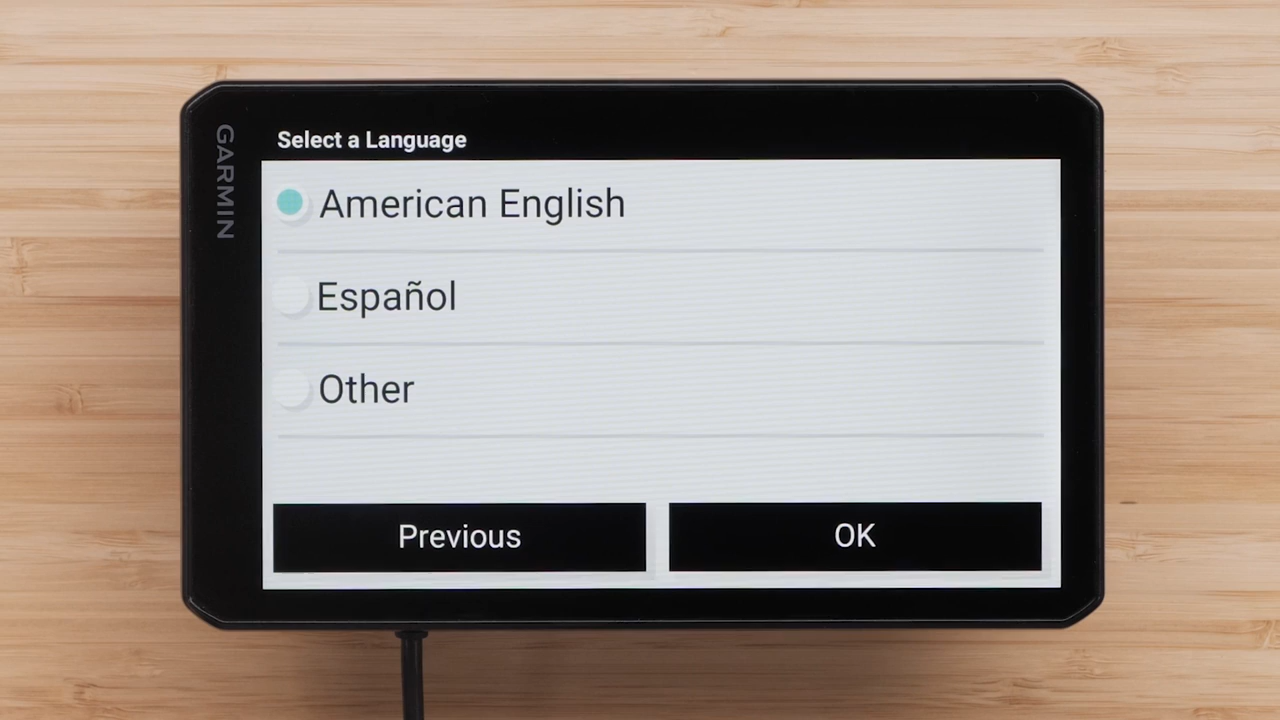 GARMIN
Select a Language
American English
Español
Other
Previous
OK